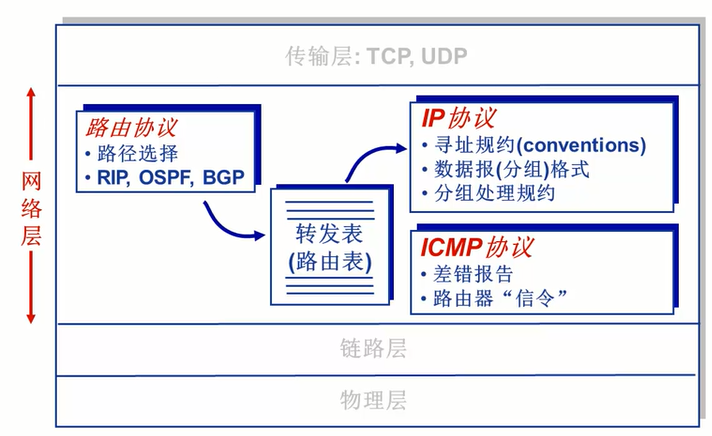 传输层: TCP, UDP
网络层
路由协议
• 路径选择
• RIP, OSPF, BGP
转发表
(路由表)
IP协议
• 寻址规约(conventions)
• 数据报(分组)格式
• 分组处理规约
ICMP协议
• 差错报告
• 路由器“信令”
链路层
物理层